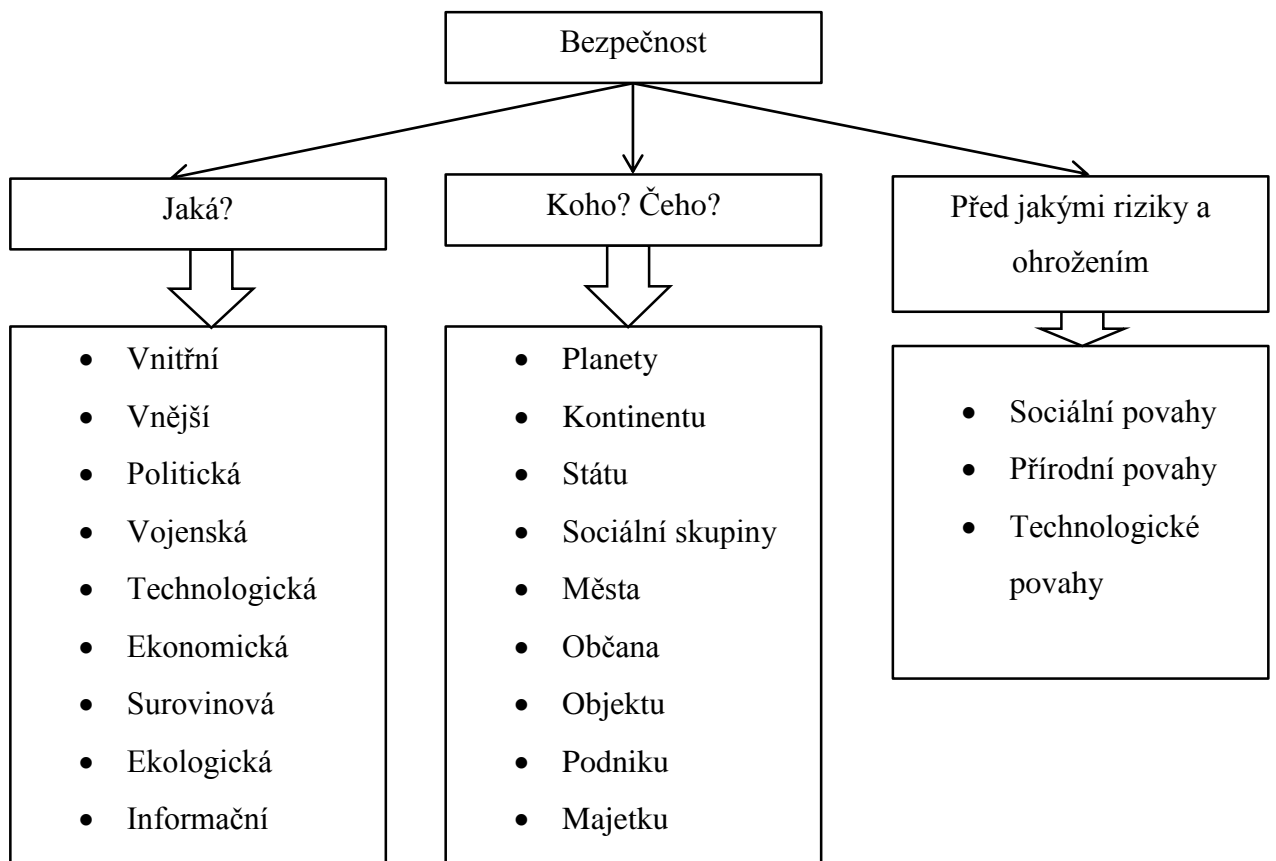 Bezpečnost
Jaká?
Koho? Čeho?
Před jakými riziky a
ohrožením
• Vnitřní
• Vnější
• Politická
• Vojenská
• Technologická
• Ekonomická
• Surovinová
• Ekologická
• Informační
• Planety
• Kontinentu
• Státu
• Sociální skupiny
• Města
• Občana
• Objektu
• Podniku
• Majetku
• Sociální povahy
• Přírodní povahy
• Technologické
povahy